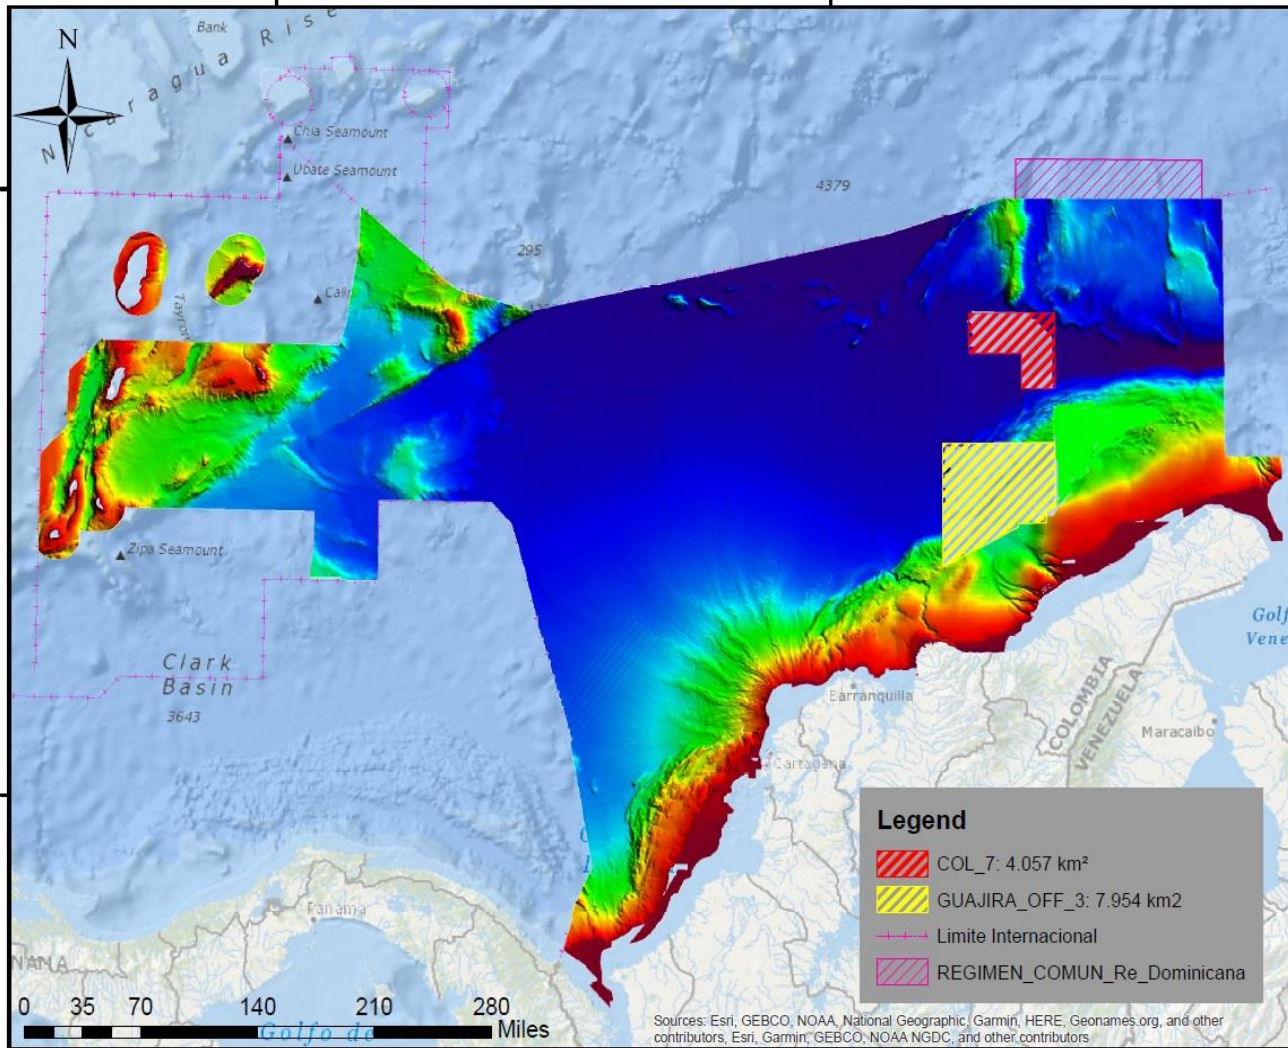 Bank
Nicaragua Rise
N
Chia Seamount
Ubate Seamount
4379
295
Tayron
Zipa Seamount
Clark
Basin
3643
Golf
Vene
COLOMBIA
VENEZUELA
Barranquilla
Maracaibo
Cartagena
Legend
COL_7: 4.057 km²
GUAJIRA_OFF_3: 7.954 km2
Limite Internacional
REGIMEN_COMUN_Re_Dominicana
Panama
NAMA
0 35 70 140 210 280
Miles
Golfo de
Sources: Esri, GEBCO, NOAA, National Geographic, Garmin, HERE, Geonames.org, and other
contributors, Esri, Garmin, GEBCO, NOAA NGDC, and other contributors